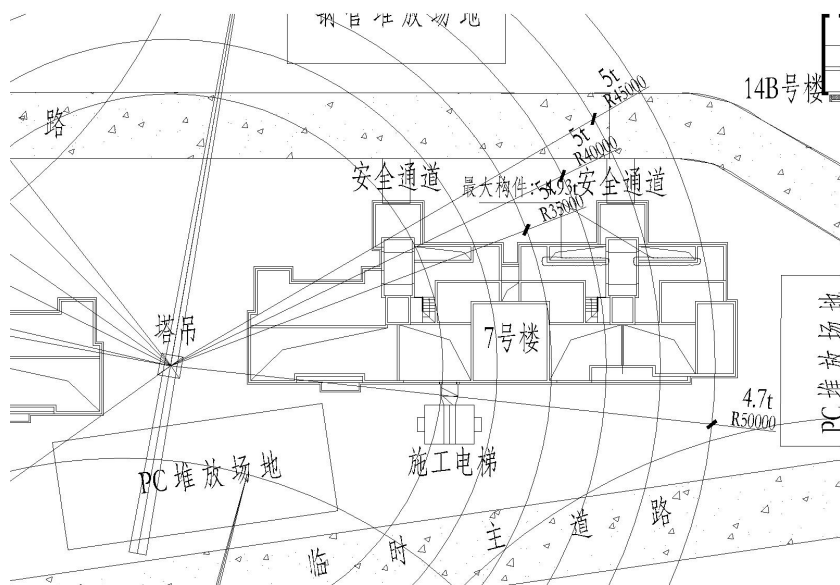 钢管堆放场地
5t
R45000
14B号楼
路
5t
R40000
安全通道
最大构件:
安全通道
R35000
塔吊
7号楼
4.7t
R50000
PC堆放场地
PC堆放场地
施工电梯
临时主道路